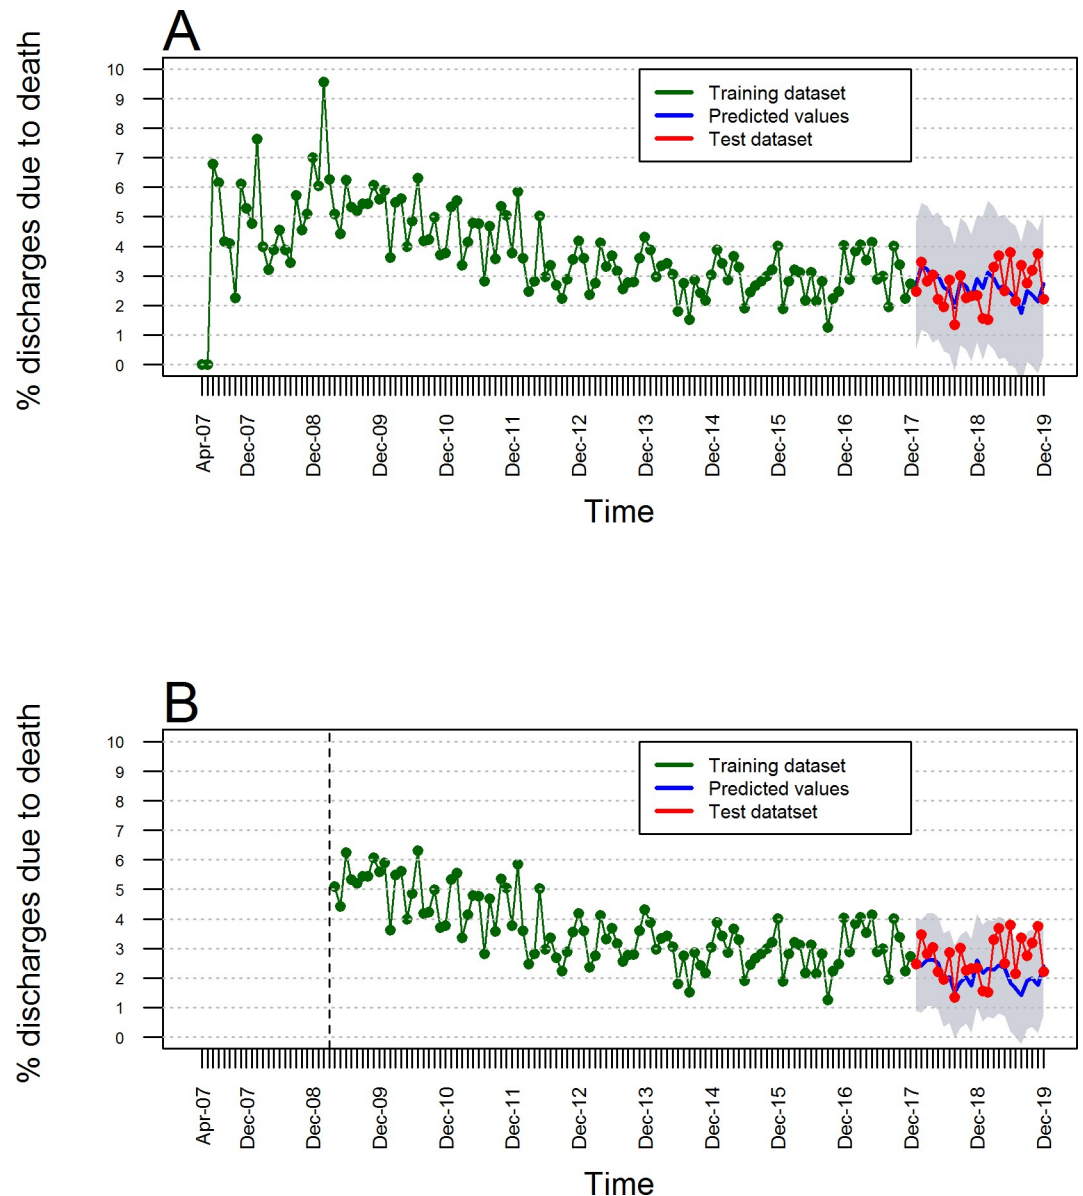 A
% discharges due to death
10
9
8
7
6
5
4
3
2
1
0
Training dataset
Predicted values
Test dataset
Apr-07
Dec-07
Dec-08
Dec-09
Dec-10
Dec-11
Dec-12
Dec-13
Dec-14
Dec-15
Dec-16
Dec-17
Dec-18
Dec-19
Time
B
% discharges due to death
10
9
8
7
6
5
4
3
2
1
0
Training dataset
Predicted values
Test datatset
Apr-07
Dec-07
Dec-08
Dec-09
Dec-10
Dec-11
Dec-12
Dec-13
Dec-14
Dec-15
Dec-16
Dec-17
Dec-18
Dec-19
Time